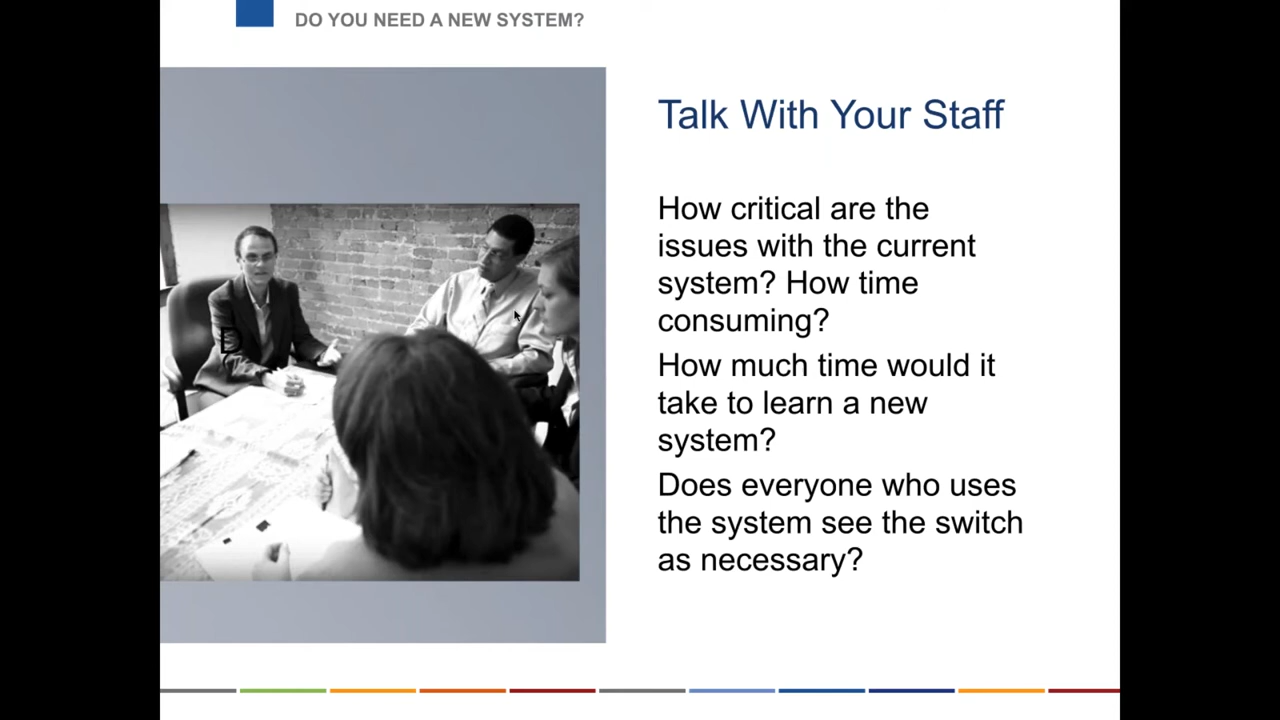 DO YOU NEED A NEW SYSTEM?
Talk With Your Staff
How critical are the
issues with the current
system? How time
consuming?
How much time would it
take to learn a new
system?
Does everyone who uses
the system see the switch
as necessary?